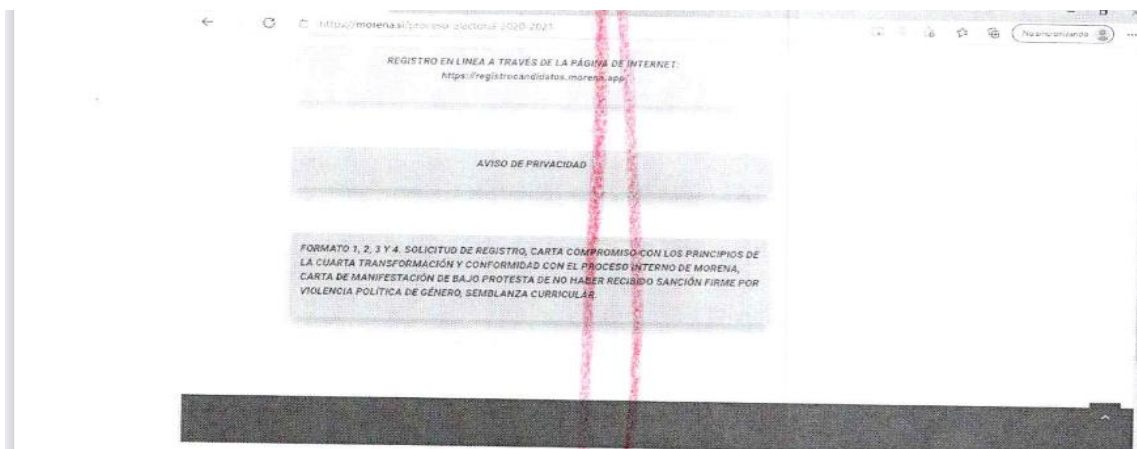 https://morena.si/proceso-electoral-2020-2021
No sincronizando
REGISTRO EN LINEA A TRAVÉS DE LA PÁGINA DE INTERNET:
https://registrocandidatos.morena.app
AVISO DE PRIVACIDAD
FORMATO 1, 2, 3 Y 4. SOLICITUD DE REGISTRO, CARTA COMPROMISO CON LOS PRINCIPIOS DE
LA CUARTA TRANSFORMACIÓN Y CONFORMIDAD CON EL PROCESO INTERNO DE MORENA,
CARTA DE MANIFESTACIÓN DE BAJO PROTESTA DE NO HABER RECIBIDO SANCIÓN FIRME POR
VIOLENCIA POLÍTICA DE GÉNERO, SEMBLANZA CURRICULAR.